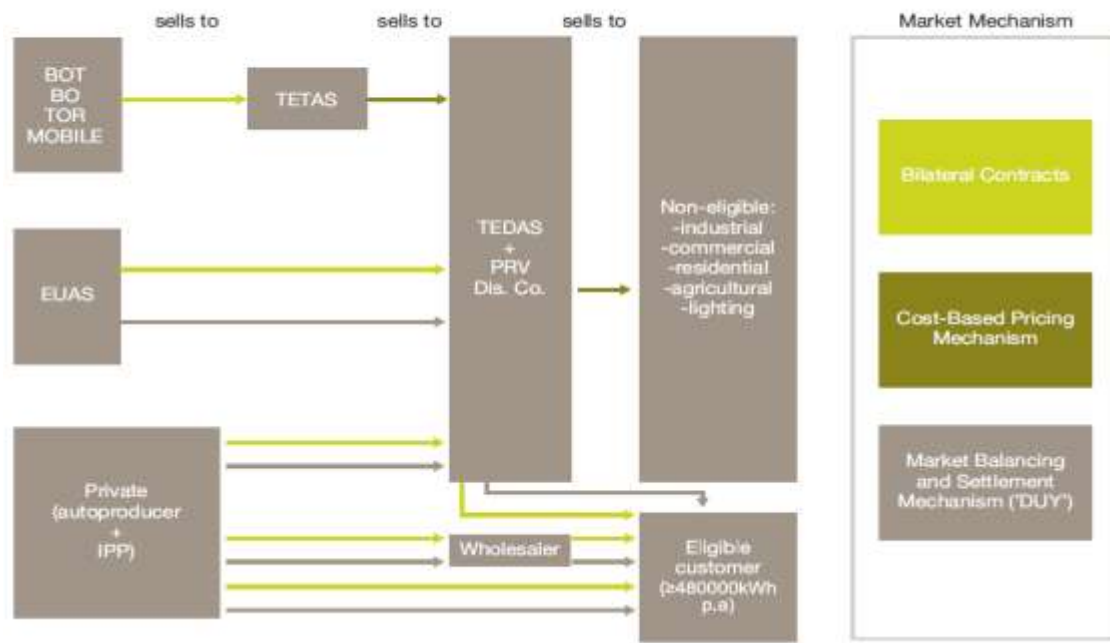 sells to
sells to
sells to
Market Mechanism
BOT
BO
TOR
MOBILE
TETAS
TEDAS
+
PRV
Dis. Co.
Non-eligible:
-industrial
-commercial
-residential
-agricultural
-lighting
EUAS
Private
(autoproducer
+
IPP)
Wholesaler
Eligible
customer
(≥480000kWh
p.a)
Bilateral Contracts
Cost-Based Pricing
Mechanism
Market Balancing
and Settlement
Mechanism ("DUY")